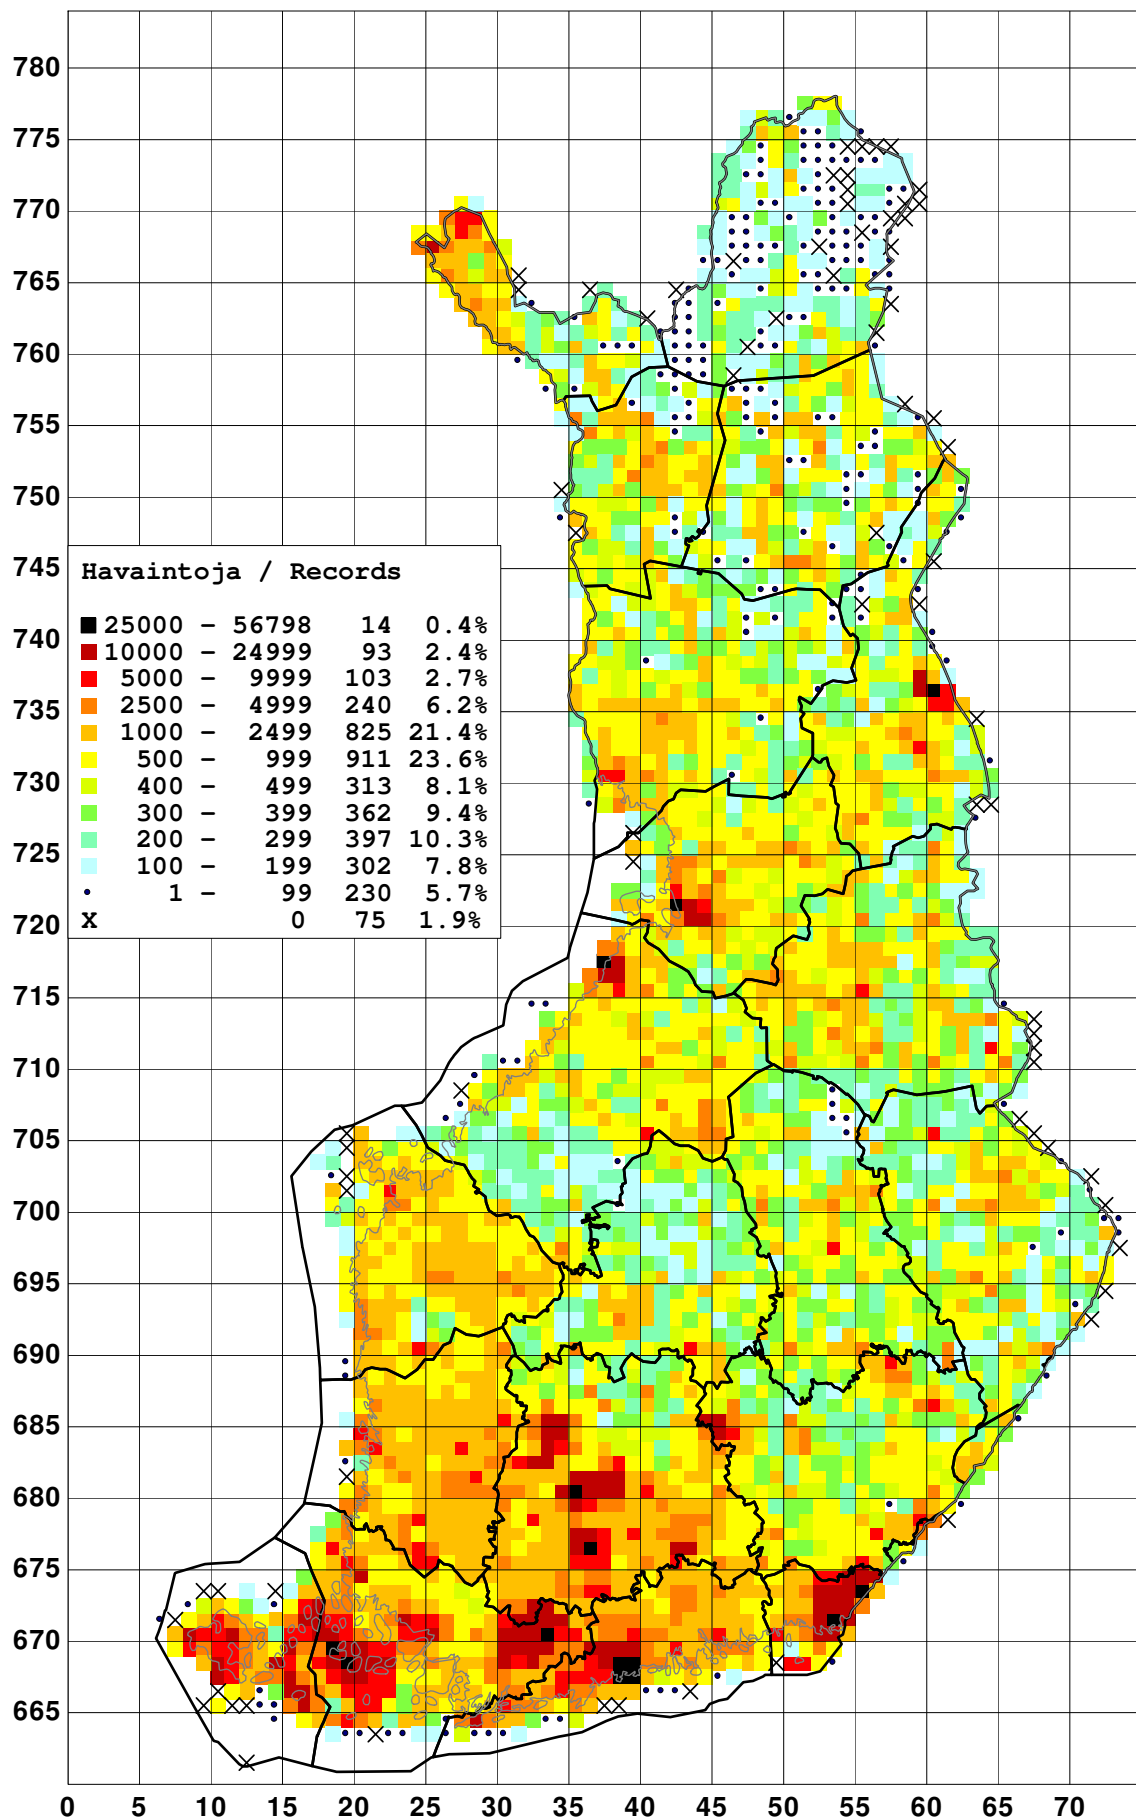 780
775
770
765
760
755
750
745
740
735
730
725
720
715
710
705
700
695
690
685
680
675
670
665
Havaintoja / Records
25000 – 56798 14 0.4%
10000 – 24999 93 2.4%
5000 – 9999 103 2.7%
2500 – 4999 240 6.2%
1000 – 2499 825 21.4%
500 – 999 911 23.6%
400 – 499 313 8.1%
300 – 399 362 9.4%
200 – 299 397 10.3%
100 – 199 302 7.8%
1 – 99 230 5.7%
X 0 75 1.9%
0 5 10 15 20 25 30 35 40 45 50 55 60 65 70